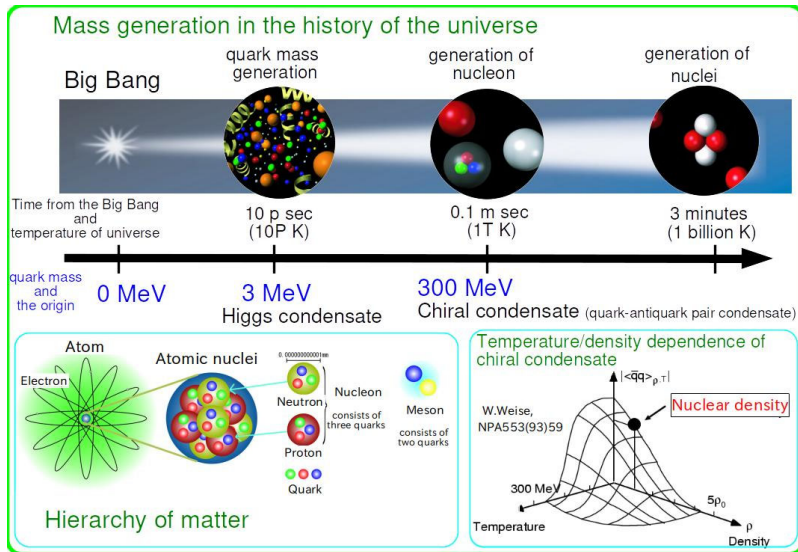 Mass generation in the history of the universe
Big Bang
quark mass
generation
generation
of nucleon
generation
of nuclei
Time from the Big Bang
and
temperature of universe
10 p sec
(10P K)
0.1 m sec
(1T K)
3 minutes
(1 billion K)
quark mass
and
the origin
0 MeV
3 MeV
Higgs condensate
300 MeV
Chiral condensate (quark-antiquark pair condensate)
Atom
Electron
Atomic nuclei
0.000000000001mm
Neutron
Proton
Nucleon
consists of
three quarks
Quark
Meson
consists of
two quarks
Hierarchy of matter
Temperature/density dependence of
chiral condensate
|<q̄q>ρ,T|
W.Weise,
NPA553(93)59
Nuclear density
300 MeV
Temperature
5ρ₀
ρ
Density